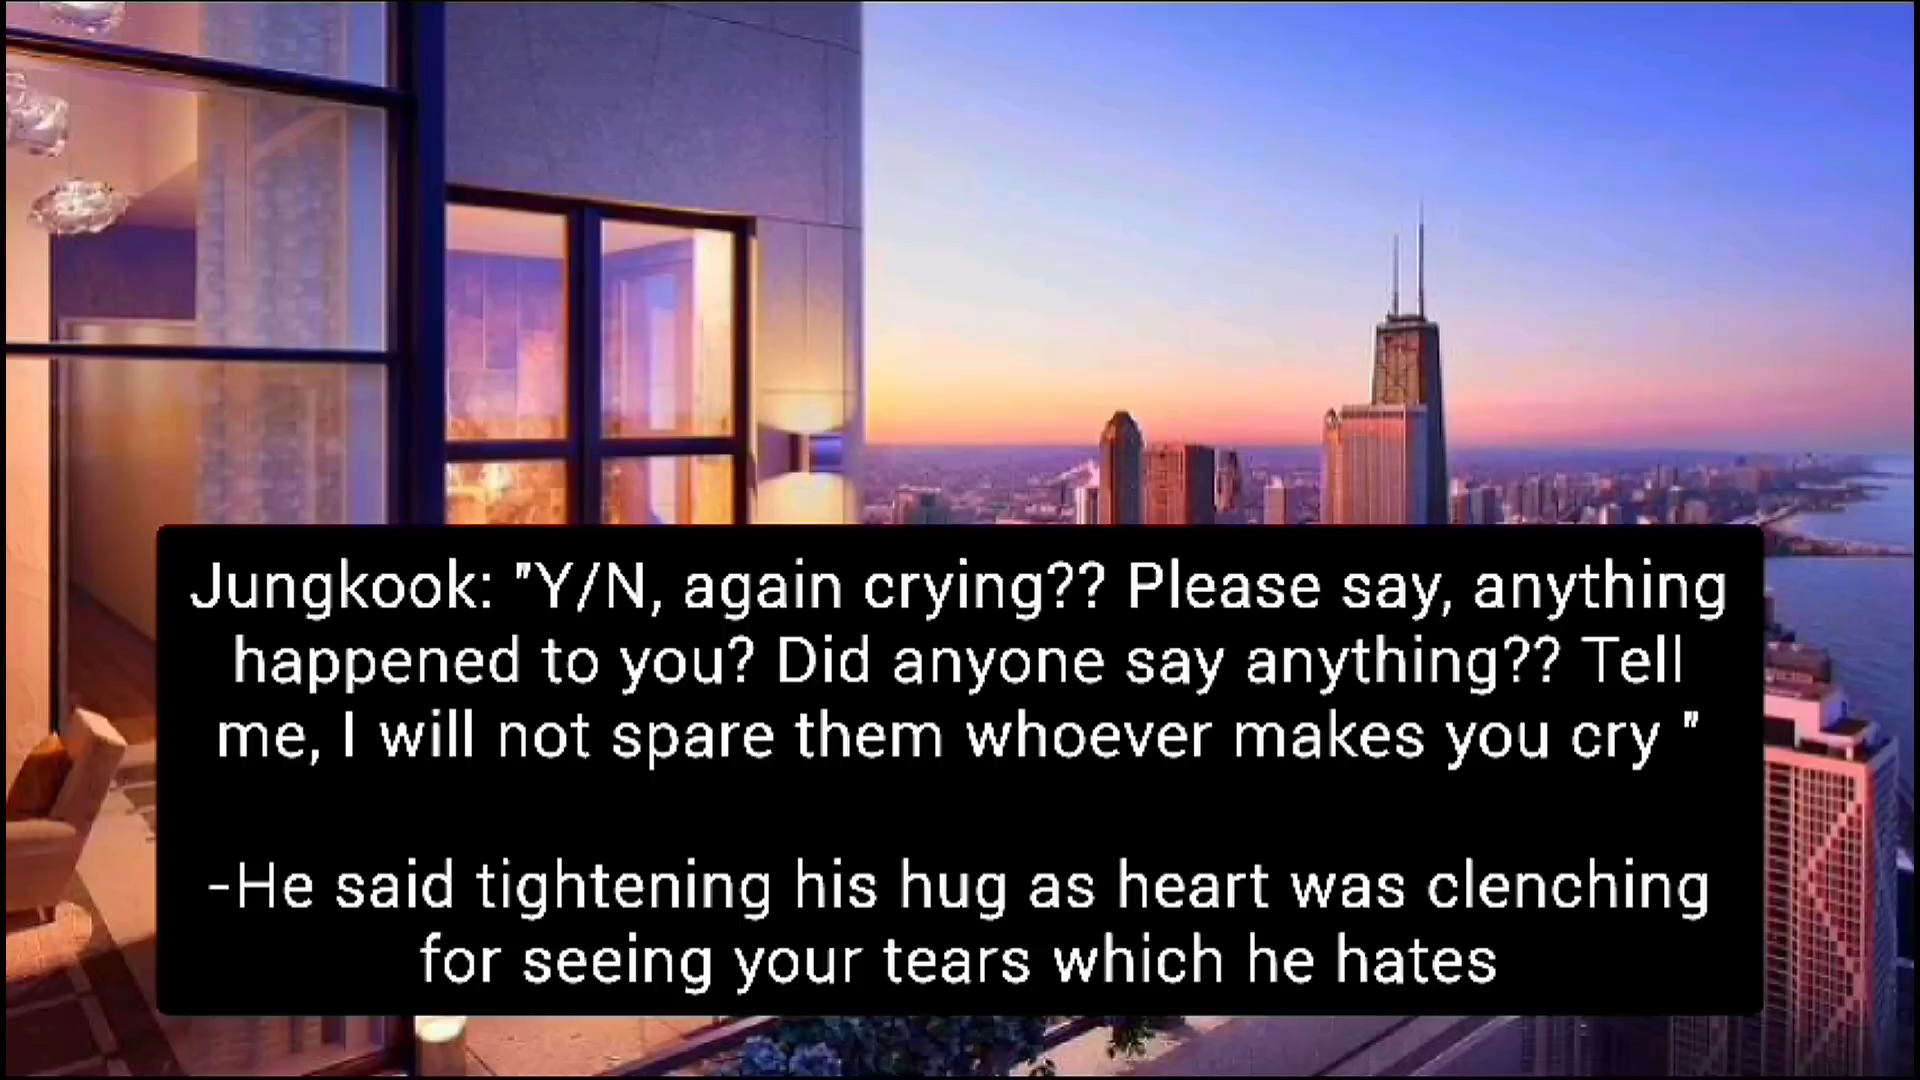 Jungkook: "Y/N, again crying?? Please say, anything
happened to you? Did anyone say anything?? Tell
me, I will not spare them whoever makes you cry "
-He said tightening his hug as heart was clenching
for seeing your tears which he hates